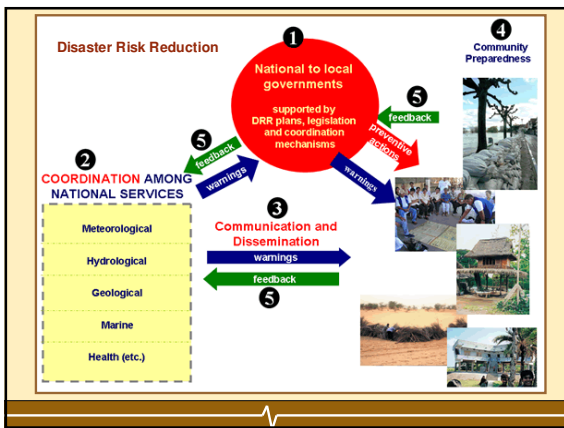 Disaster Risk Reduction
1
National to local
governments
supported by
DRR plans, legislation
and coordination
mechanisms
4
Community
Preparedness
5
feedback
preventive
actions
warnings
5
feedback
warnings
2
COORDINATION AMONG
NATIONAL SERVICES
Meteorological
Hydrological
Geological
Marine
Health (etc.)
3
Communication and
Dissemination
warnings
feedback
5